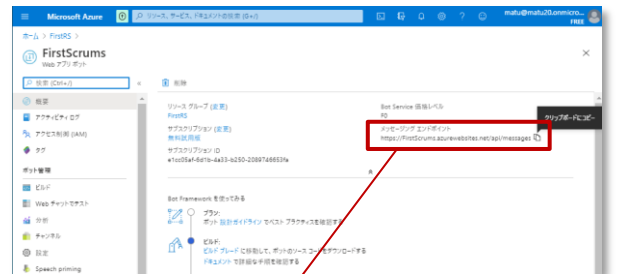 Microsoft Azure
リソース、サービス、ドキュメントの検索 (G+/)
matu@matu20.onmicro...
FREE
ホーム > FirstRS >
FirstScrums
Web アプリ ボット
検索 (Ctrl+/)
削除
概要
アクティビティ ログ
アクセス制御 (IAM)
タグ
ボット管理
ビルド
Web チャットでテスト
分析
チャンネル
設定
Speech priming
リソース グループ (変更)
FirstRS
サブスクリプション (変更)
無料試用版
サブスクリプション ID
e1cc05af-6d1b-4a33-b250-2089746653fa
Bot Service 価格レベル
F0
クリップボードにコピー
メッセージング エンドポイント
https://FirstScrums.azurewebsites.net/api/messages
Bot Framework を使ってみる
プラン:
ボット 設計ガイドライン でベスト プラクティスを確認する
ビルド:
ビルド ブレード に移動して、ボットのソース コードをダウンロードする
ドキュメント で詳細な手順を確認する